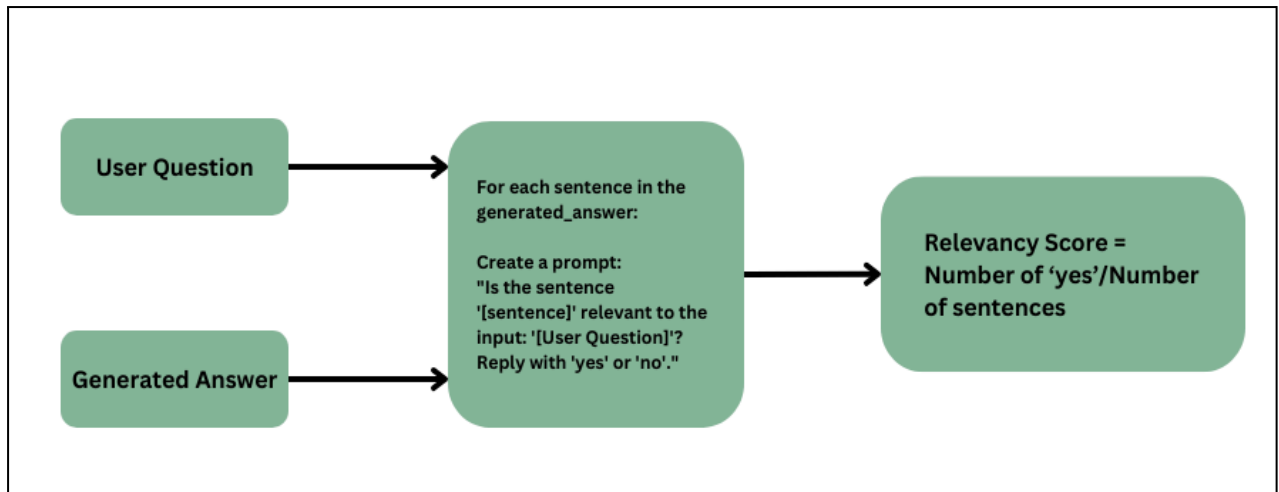 User Question
Generated Answer
For each sentence in the
generated_answer:
Create a prompt:
"Is the sentence
'[sentence]' relevant to the
input: '[User Question]'?
Reply with 'yes' or 'no'."
Relevancy Score =
Number of ‘yes’/Number
of sentences